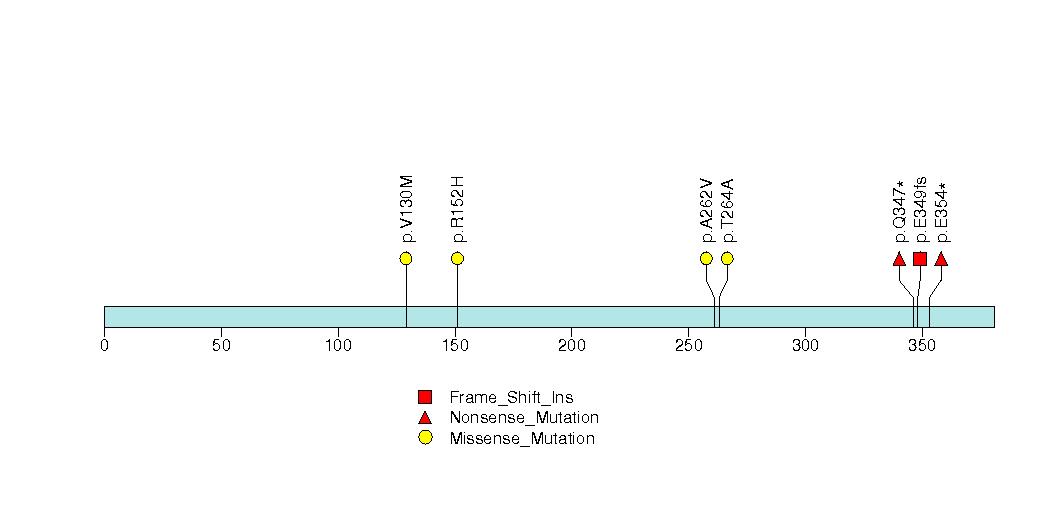 p.V130M
p.R152H
p.A262V
p.T264A
p.Q347*
p.E349fs
p.E354*
0 50 100 150 200 250 300 350
Frame_Shift_Ins
Nonsense_Mutation
Missense_Mutation